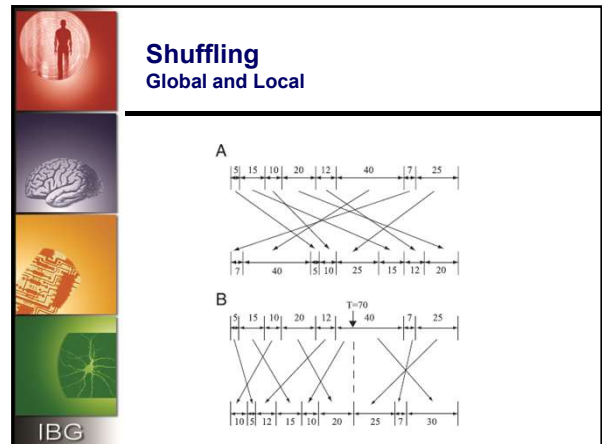 Shuffling
Global and Local
A
5 15 10 20 12 40 7 25
7 40 5 10 25 15 12 20
B
T=70
5 15 10 20 12 40 7 25
10 5 12 15 10 20 25 7 30
IBG